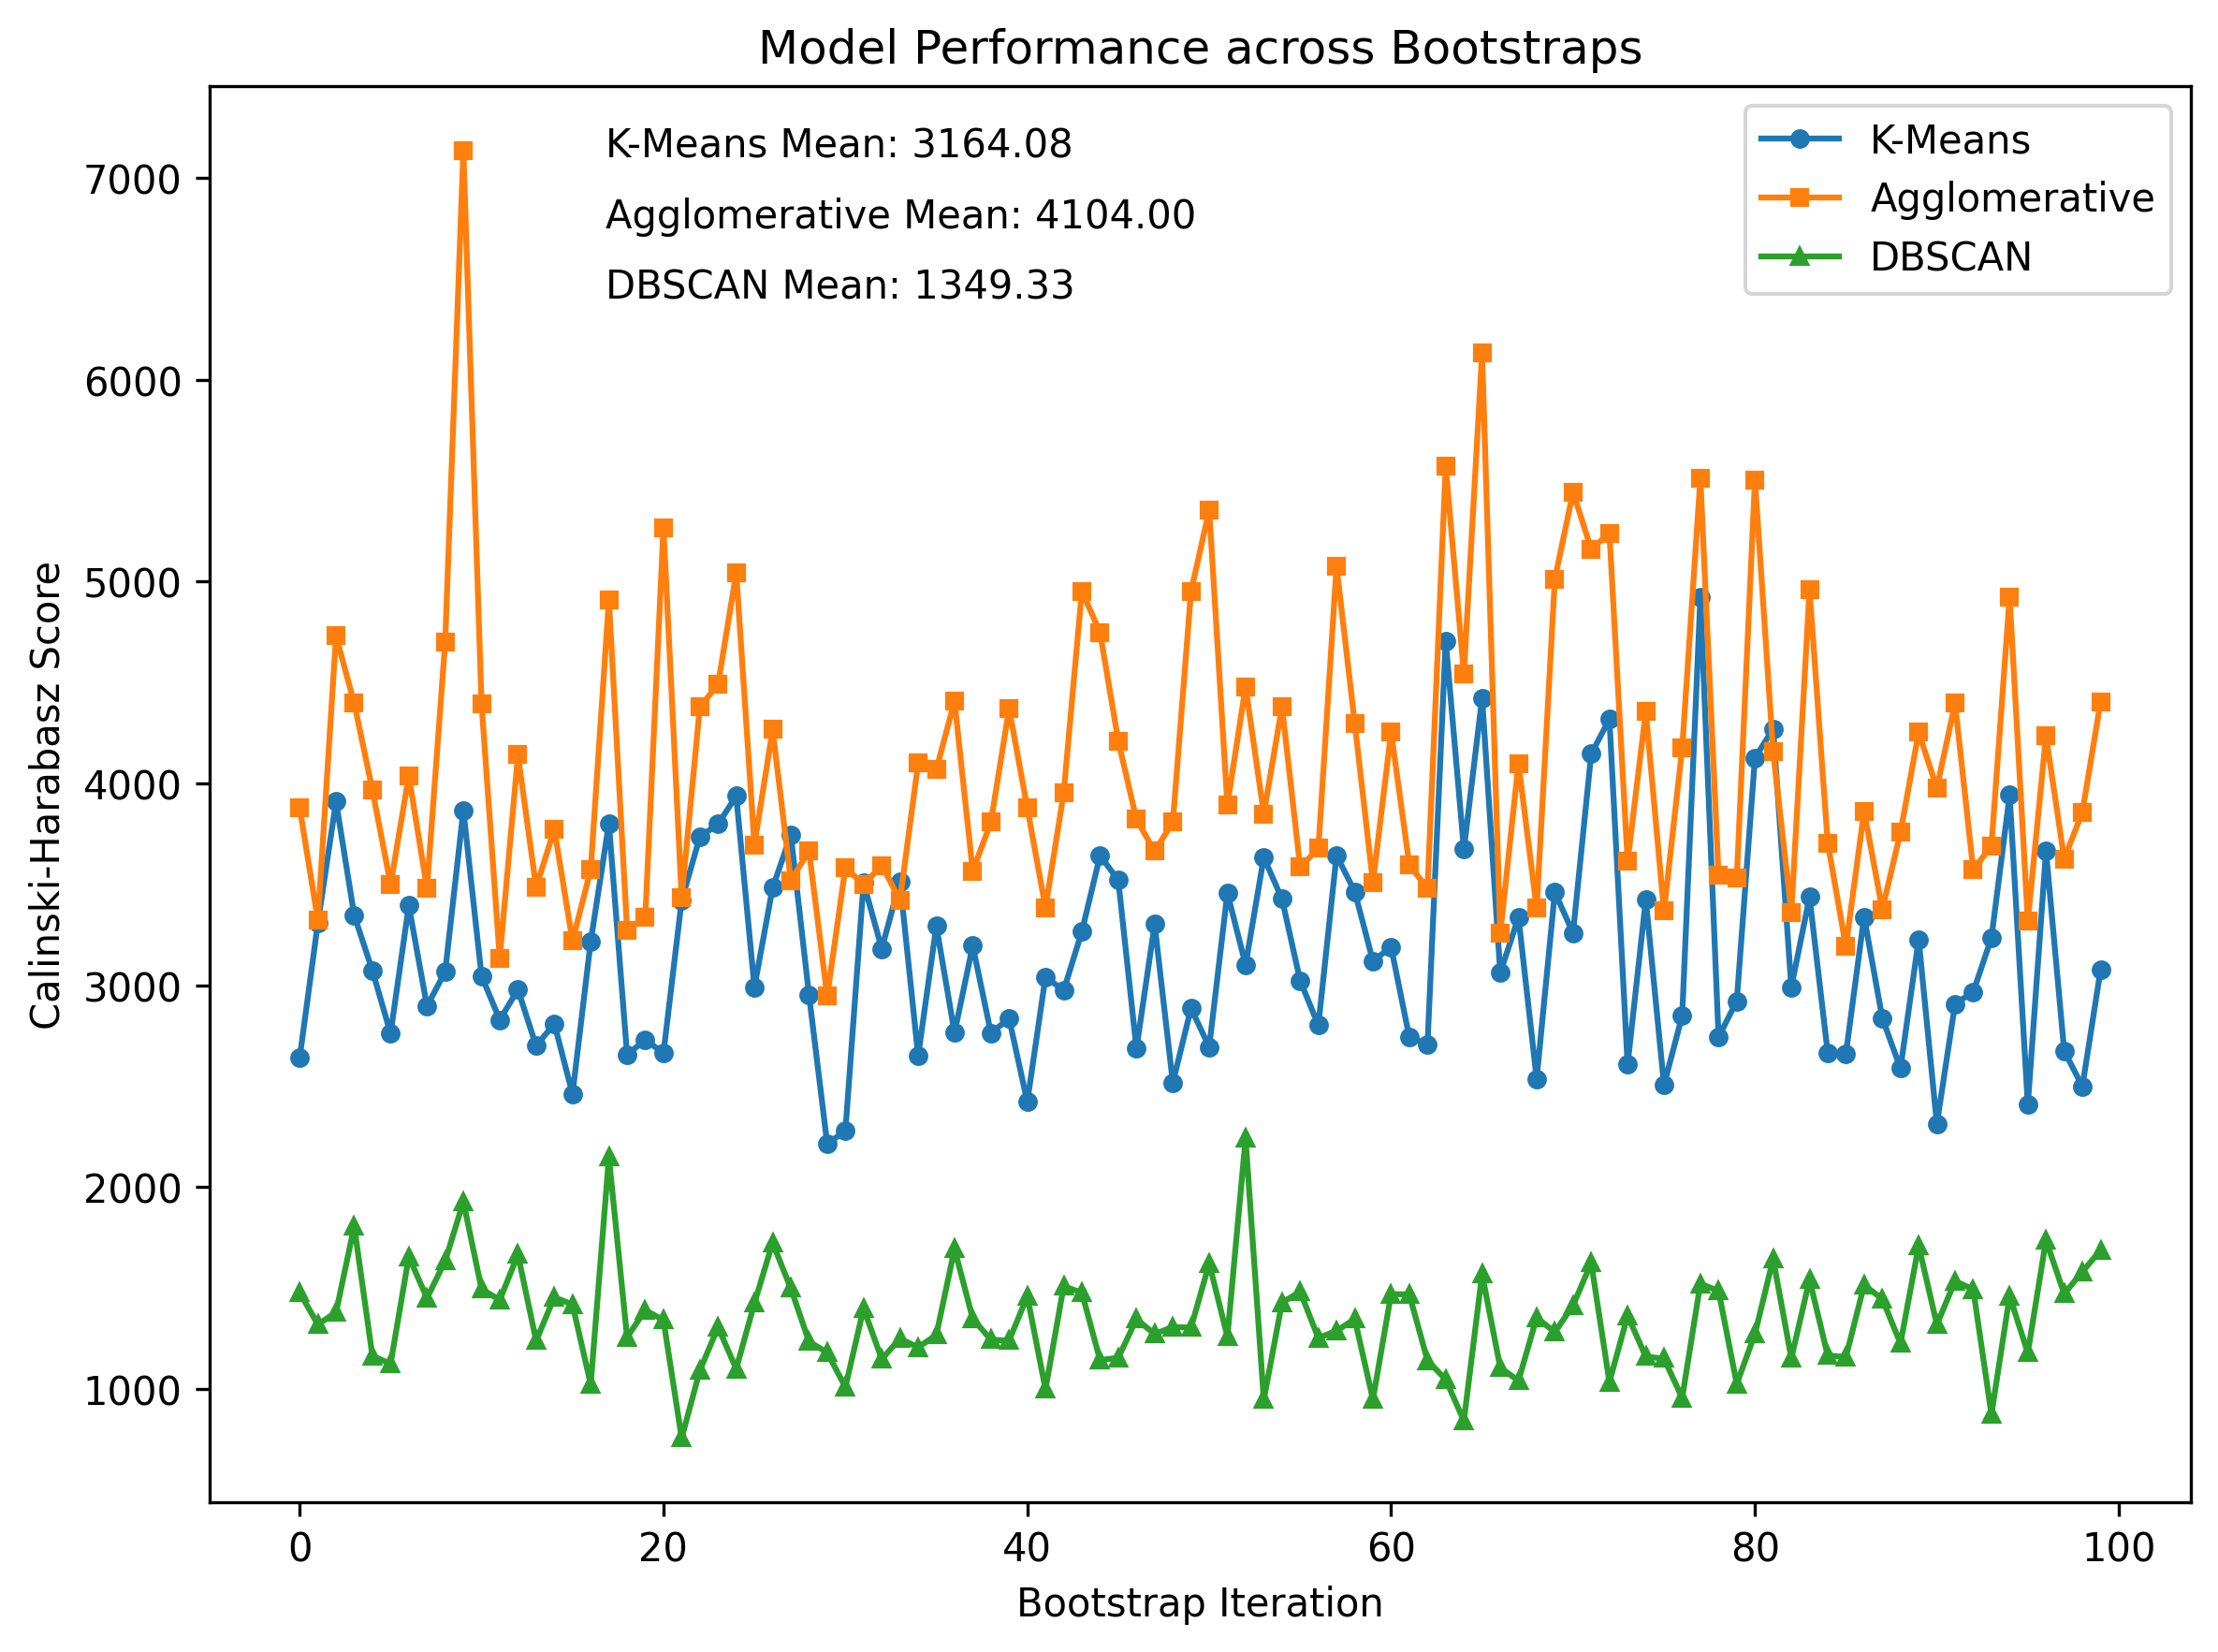 Model Performance across Bootstraps
K-Means Mean: 3164.08
Agglomerative Mean: 4104.00
DBSCAN Mean: 1349.33
K-Means
Agglomerative
DBSCAN
Calinski-Harabasz Score
7000
6000
5000
4000
3000
2000
1000
0 20 40 60 80 100
Bootstrap Iteration